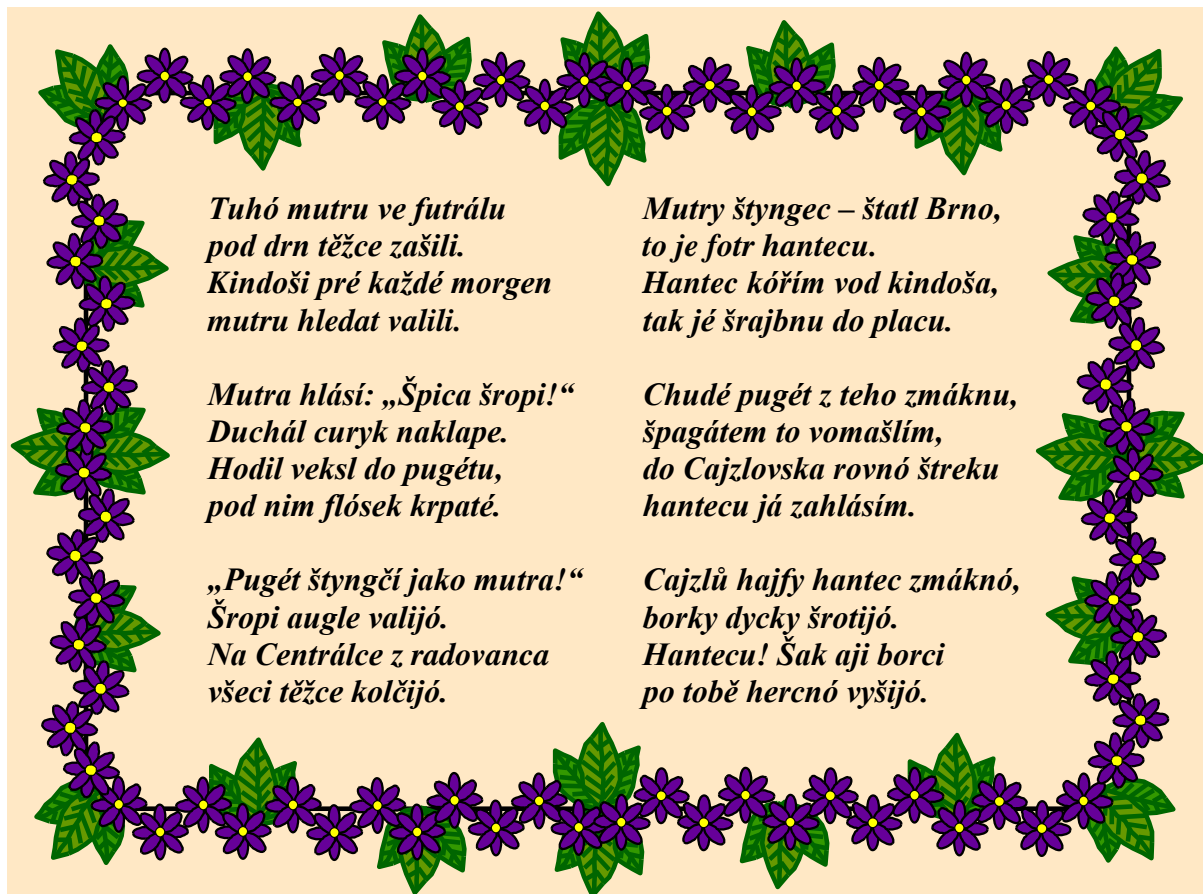 Tuhó mutru ve futrálu
pod drn těžce zašili.
Kindoši pré každé morgen
mutru hledat valili.
Mutra hlásí: „Špica šropi!“
Duchál curyk naklape.
Hodil veksl do pugétu,
pod nim flósek krpaté.
„Pugét štyngčí jako mutra!“
Šropi augle valijó.
Na Centrálce z radovanca
všeci těžce kolčijó.
Mutry štyngec – štatl Brno,
to je fotr hantecu.
Hantec kóřím vod kindoša,
tak jé šrajbnu do placu.
Chudé pugét z teho zmáknu,
špagátem to vomašlím,
do Cajzlovska rovnó štreku
hantecu já zahlásím.
Cajzlů hajfy hantec zmáknó,
borky dycky šrotijó.
Hantecu! Šak aji borci
po tobě hercnó vyšijó.